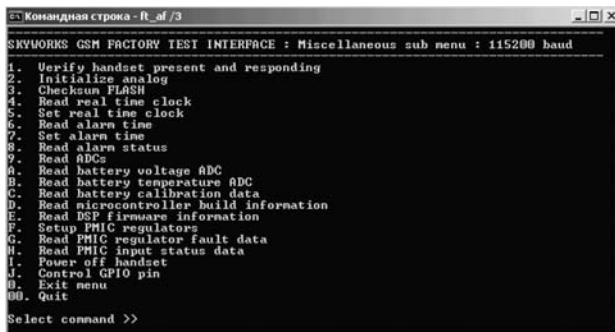 Командная строка - ft_af /3
SKYWORKS GSM FACTORY TEST INTERFACE : Miscellaneous sub menu : 115200 baud
1. Verify handset present and responding
2. Initialize analog
3. Checksum FLASH
4. Read real time clock
5. Set real time clock
6. Read alarm time
7. Set alarm time
8. Read alarm status
9. Read ADCs
A. Read battery voltage ADC
B. Read battery temperature ADC
C. Read battery calibration data
D. Read microcontroller build information
E. Read DSP firmware information
F. Setup PMIC regulators
G. Read PMIC regulator fault data
H. Read PMIC input status data
I. Power off handset
J. Control GPIO pin
0. Exit menu
00. Quit
Select command >>